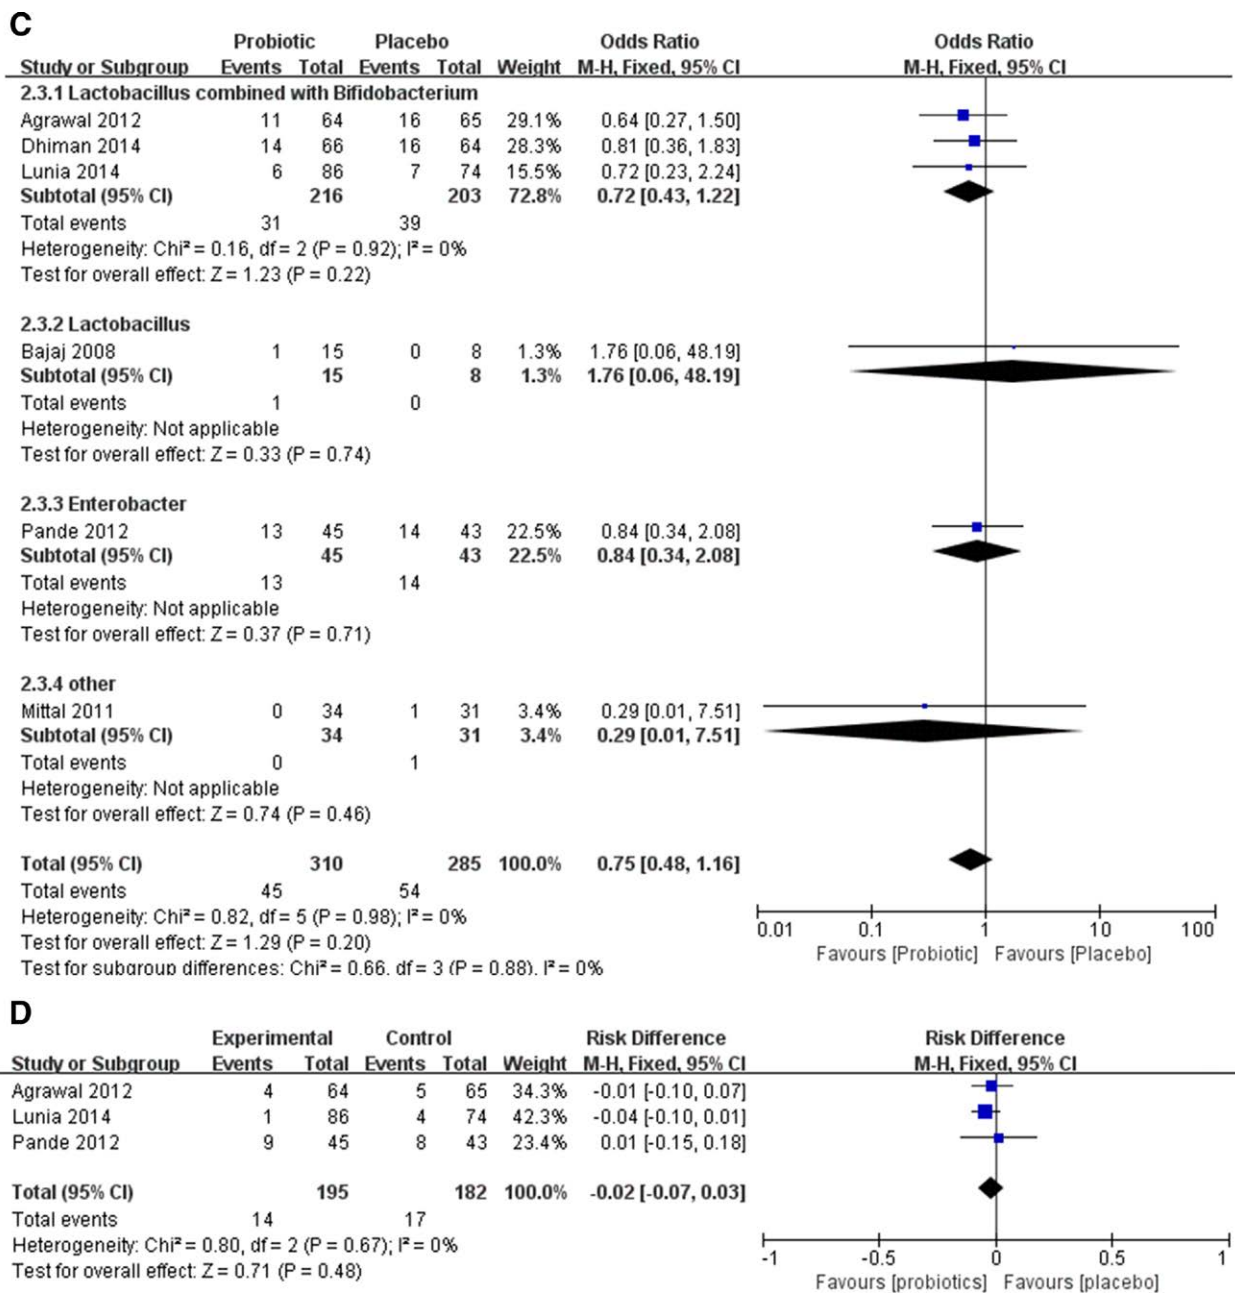 C
Probiotic Placebo Odds Ratio Odds Ratio
Study or Subgroup Events Total Events Total Weight M-H, Fixed, 95% CI M-H, Fixed, 95% CI
2.3.1 Lactobacillus combined with Bifidobacterium
Agrawal 2012 11 64 16 65 29.1% 0.64 [0.27, 1.50]
Dhiman 2014 14 66 16 64 28.3% 0.81 [0.36, 1.83]
Lunia 2014 6 86 7 74 15.5% 0.72 [0.23, 2.24]
Subtotal (95% CI) 216 203 72.8% 0.72 [0.43, 1.22]
Total events 31 39
Heterogeneity: Chi² = 0.16, df = 2 (P = 0.92); I² = 0%
Test for overall effect: Z = 1.23 (P = 0.22)
2.3.2 Lactobacillus
Bajaj 2008 1 15 0 8 1.3% 1.76 [0.06, 48.19]
Subtotal (95% CI) 15 8 1.3% 1.76 [0.06, 48.19]
Total events 1 0
Heterogeneity: Not applicable
Test for overall effect: Z = 0.33 (P = 0.74)
2.3.3 Enterobacter
Pande 2012 13 45 14 43 22.5% 0.84 [0.34, 2.08]
Subtotal (95% CI) 45 43 22.5% 0.84 [0.34, 2.08]
Total events 13 14
Heterogeneity: Not applicable
Test for overall effect: Z = 0.37 (P = 0.71)
2.3.4 other
Mittal 2011 0 34 1 31 3.4% 0.29 [0.01, 7.51]
Subtotal (95% CI) 34 31 3.4% 0.29 [0.01, 7.51]
Total events 0 1
Heterogeneity: Not applicable
Test for overall effect: Z = 0.74 (P = 0.46)
Total (95% CI) 310 285 100.0% 0.75 [0.48, 1.16]
Total events 45 54
Heterogeneity: Chi² = 0.82, df = 5 (P = 0.98); I² = 0%
Test for overall effect: Z = 1.29 (P = 0.20)
Test for subgroup differences: Chi² = 0.66, df = 3 (P = 0.88), I² = 0%
0.01 0.1 1 10 100
Favours [Probiotic] Favours [Placebo]
D
Experimental Control Risk Difference Risk Difference
Study or Subgroup Events Total Events Total Weight M-H, Fixed, 95% CI M-H, Fixed, 95% CI
Agrawal 2012 4 64 5 65 34.3% -0.01 [-0.10, 0.07]
Lunia 2014 1 86 4 74 42.3% -0.04 [-0.10, 0.01]
Pande 2012 9 45 8 43 23.4% 0.01 [-0.15, 0.18]
Total (95% CI) 195 182 100.0% -0.02 [-0.07, 0.03]
Total events 14 17
Heterogeneity: Chi² = 0.80, df = 2 (P = 0.67); I² = 0%
Test for overall effect: Z = 0.71 (P = 0.48)
-1 -0.5 0 0.5 1
Favours [probiotics] Favours [placebo]